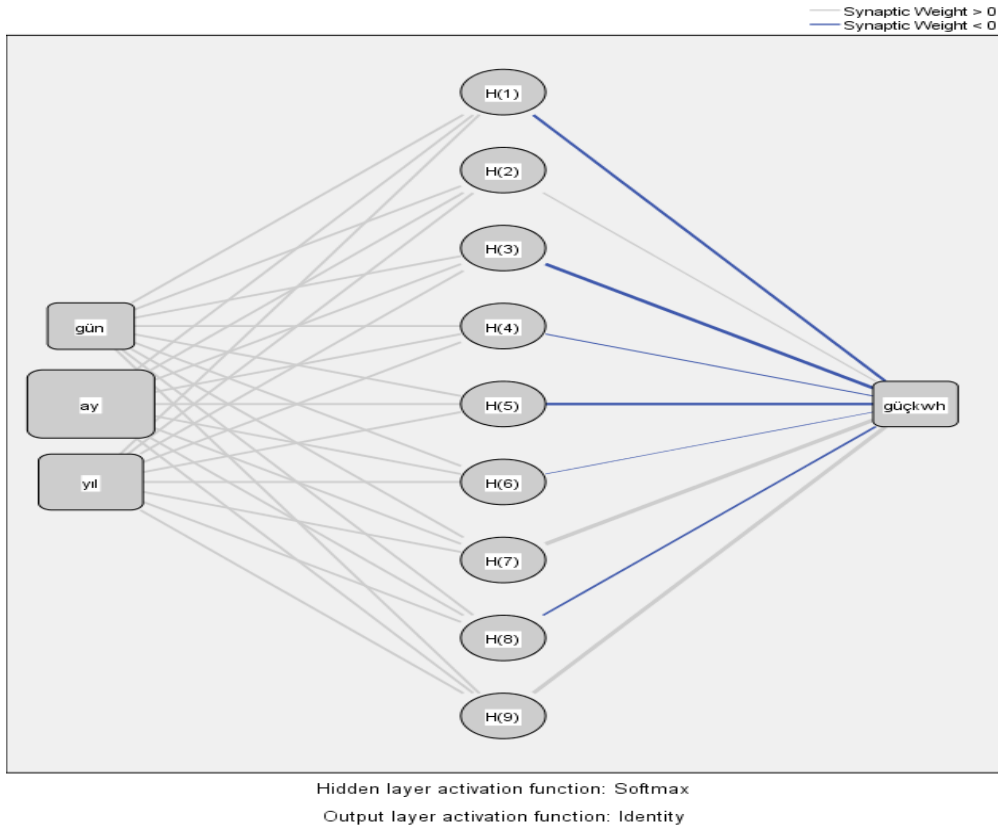 Synaptic Weight > 0
Synaptic Weight < 0
H(1)
H(2)
H(3)
gün
H(4)
ay
H(5)
güçkwh
yıl
H(6)
H(7)
H(8)
H(9)
Hidden layer activation function: Softmax
Output layer activation function: Identity